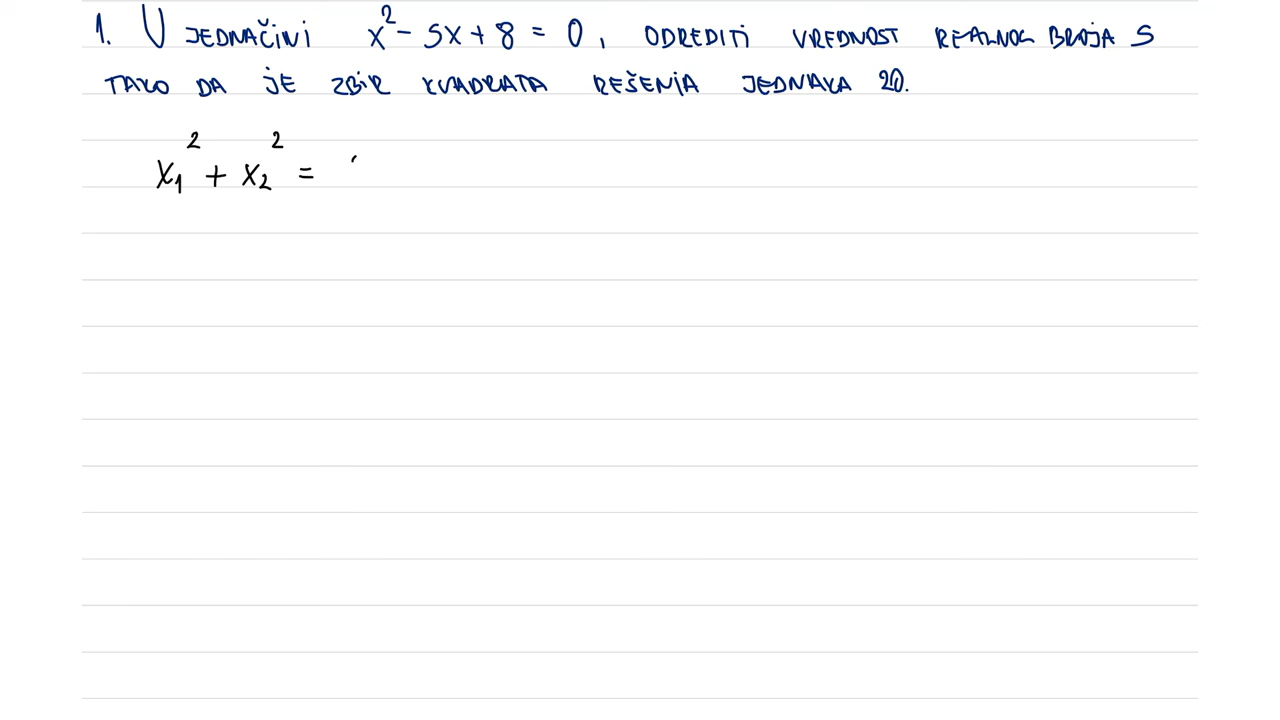 1. U JEDNAČINI x² - sx + 8 = 0, ODREDITI VREDNOST REALNOG BROJA S
TAKO DA JE ZBIR KVADRATA REŠENJA JEDNAKA 20.
x₁² + x₂² =